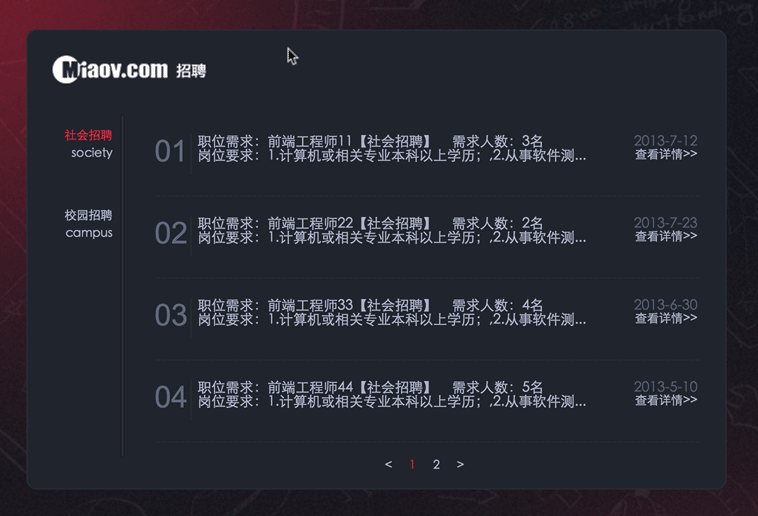 Miaov.com 招聘
社会招聘
society
校园招聘
campus
01
职位需求：前端工程师11【社会招聘】 需求人数：3名
岗位要求：1.计算机或相关专业本科以上学历；,2.从事软件测...
2013-7-12
查看详情>>
02
职位需求：前端工程师22【社会招聘】 需求人数：2名
岗位要求：1.计算机或相关专业本科以上学历；,2.从事软件测...
2013-7-23
查看详情>>
03
职位需求：前端工程师33【社会招聘】 需求人数：4名
岗位要求：1.计算机或相关专业本科以上学历；,2.从事软件测...
2013-6-30
查看详情>>
04
职位需求：前端工程师44【社会招聘】 需求人数：5名
岗位要求：1.计算机或相关专业本科以上学历；,2.从事软件测...
2013-5-10
查看详情>>
< 1 2 >